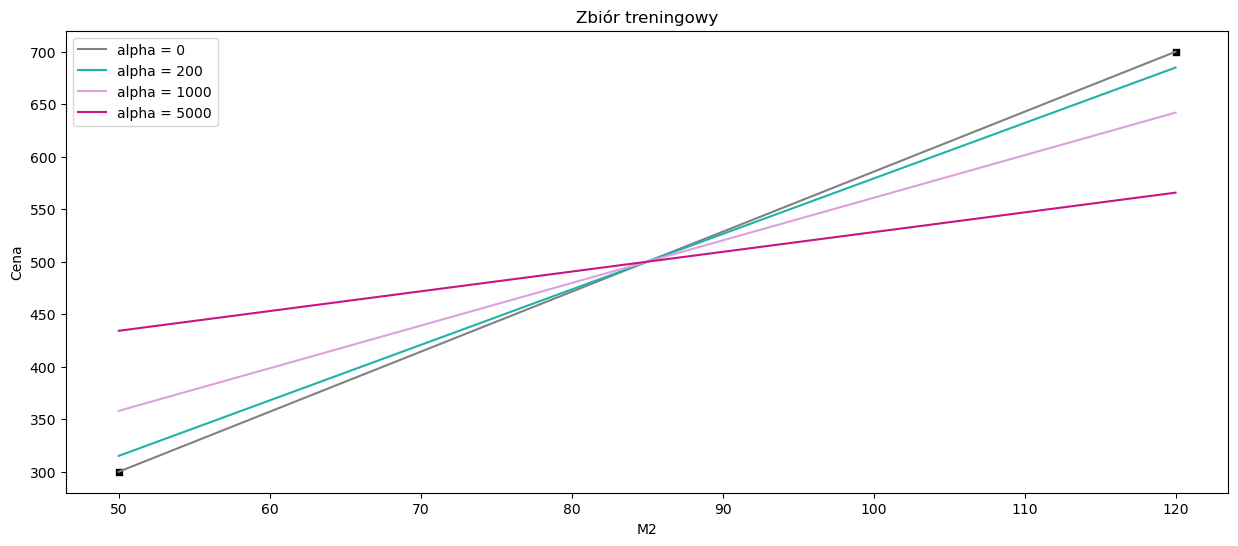 Zbiór treningowy
alpha = 0
alpha = 200
alpha = 1000
alpha = 5000
Cena
700
650
600
550
500
450
400
350
300
50 60 70 80 90 100 110 120
M2